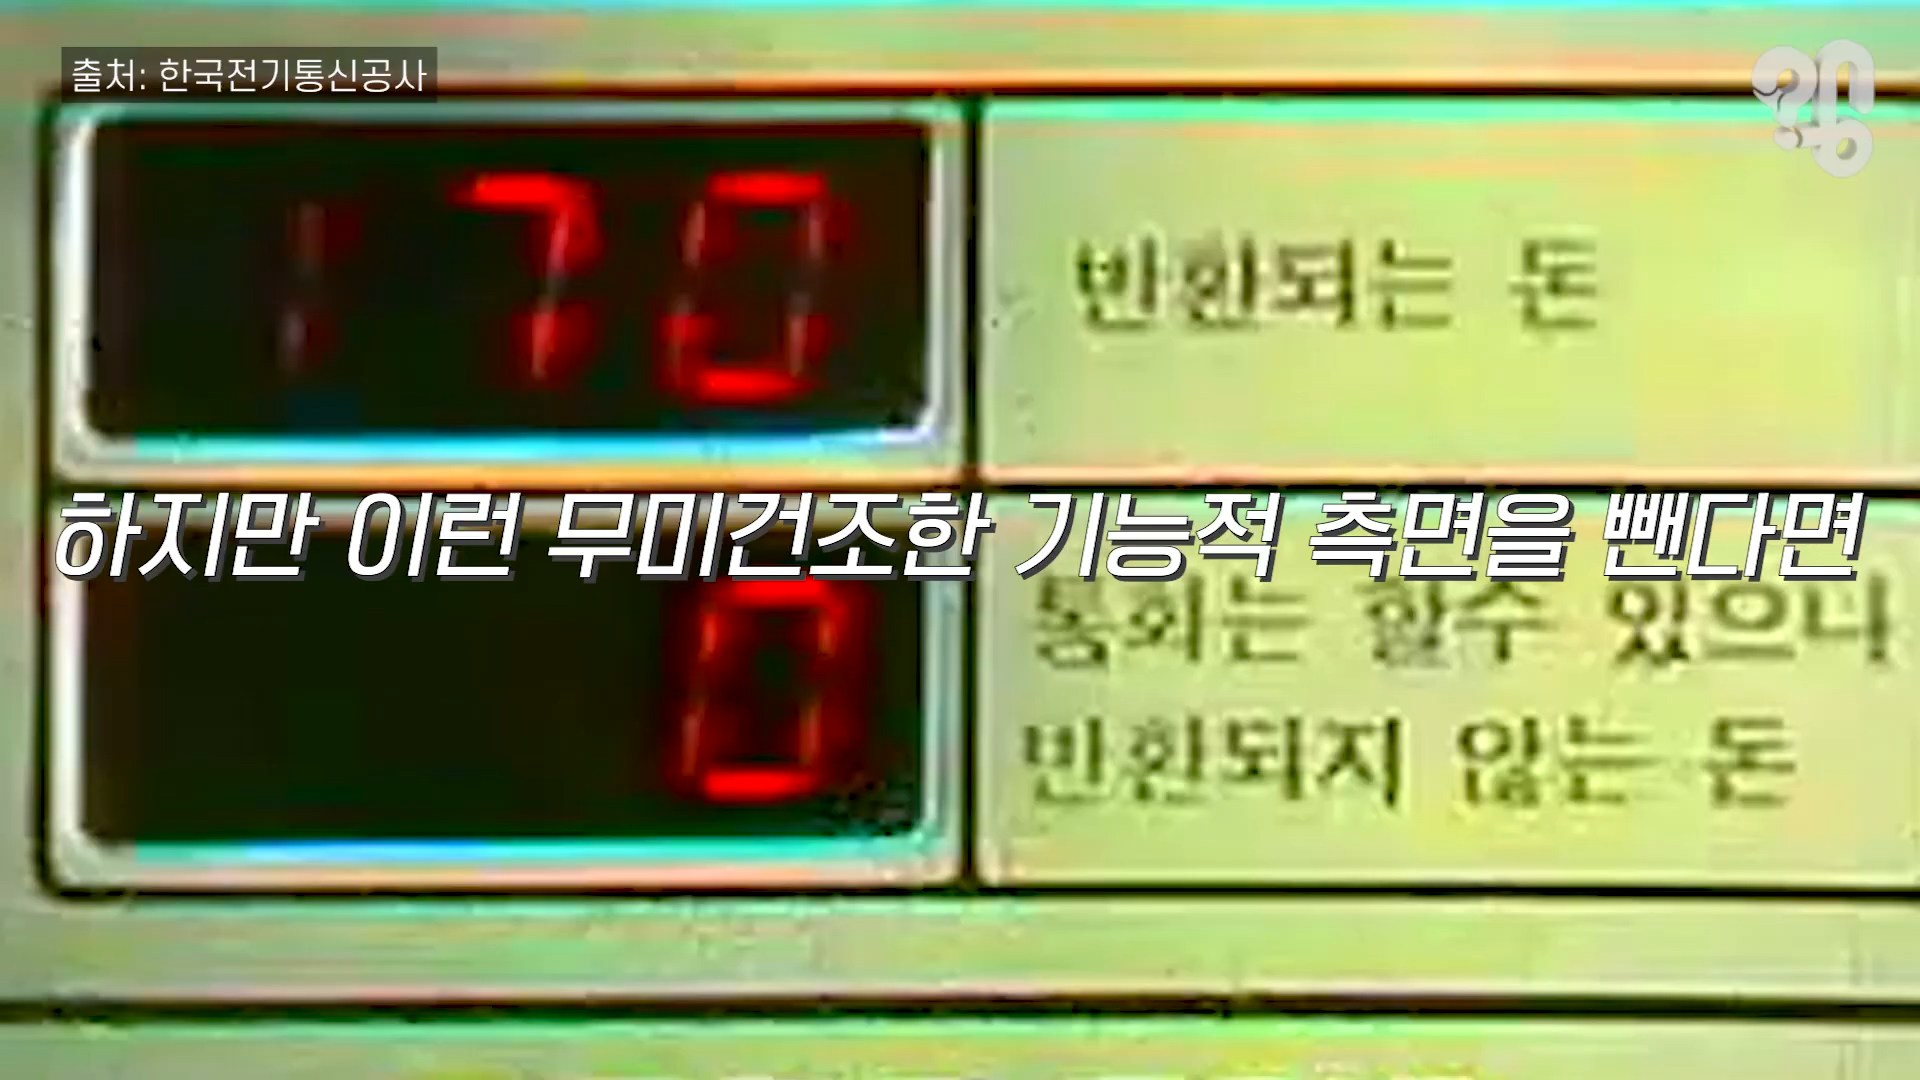 출처: 한국전기통신공사
170
반환되는 돈
하지만 이런 무미건조한 기능적 측면을 뺀다면
0
통화는 할수 있으나
반환되지 않는 돈